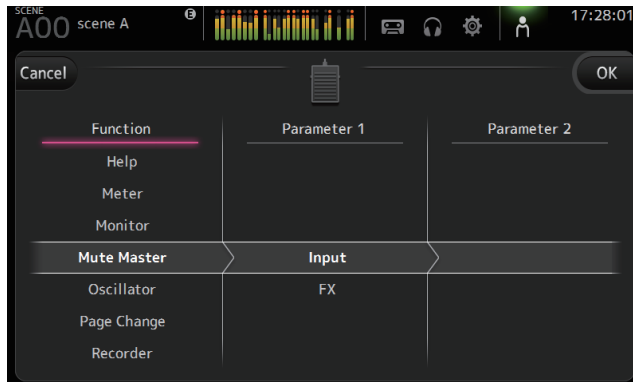 SCENE
A00 scene A E 17:28:01
Cancel OK
Function Parameter 1 Parameter 2
Help
Meter
Monitor
Mute Master Input
Oscillator FX
Page Change
Recorder